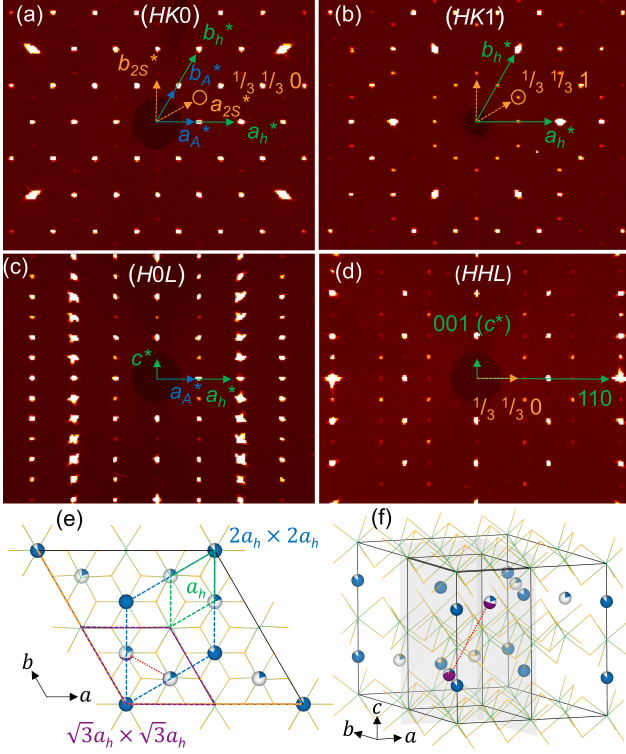 (a) (HK0)
b_h*
b_2S* b_A* 1/3 1/3 0
a_2S*
a_A* a_h*
(b) (HK1)
b_h*
1/3 1/3 1
a_h*
(c) (H0L)
c*
a_A* a_h*
(d) (HHL)
001 (c*)
1/3 1/3 0 110
(e) 2a_h × 2a_h
a_h
b a
√3a_h × √3a_h
(f)
c
b a